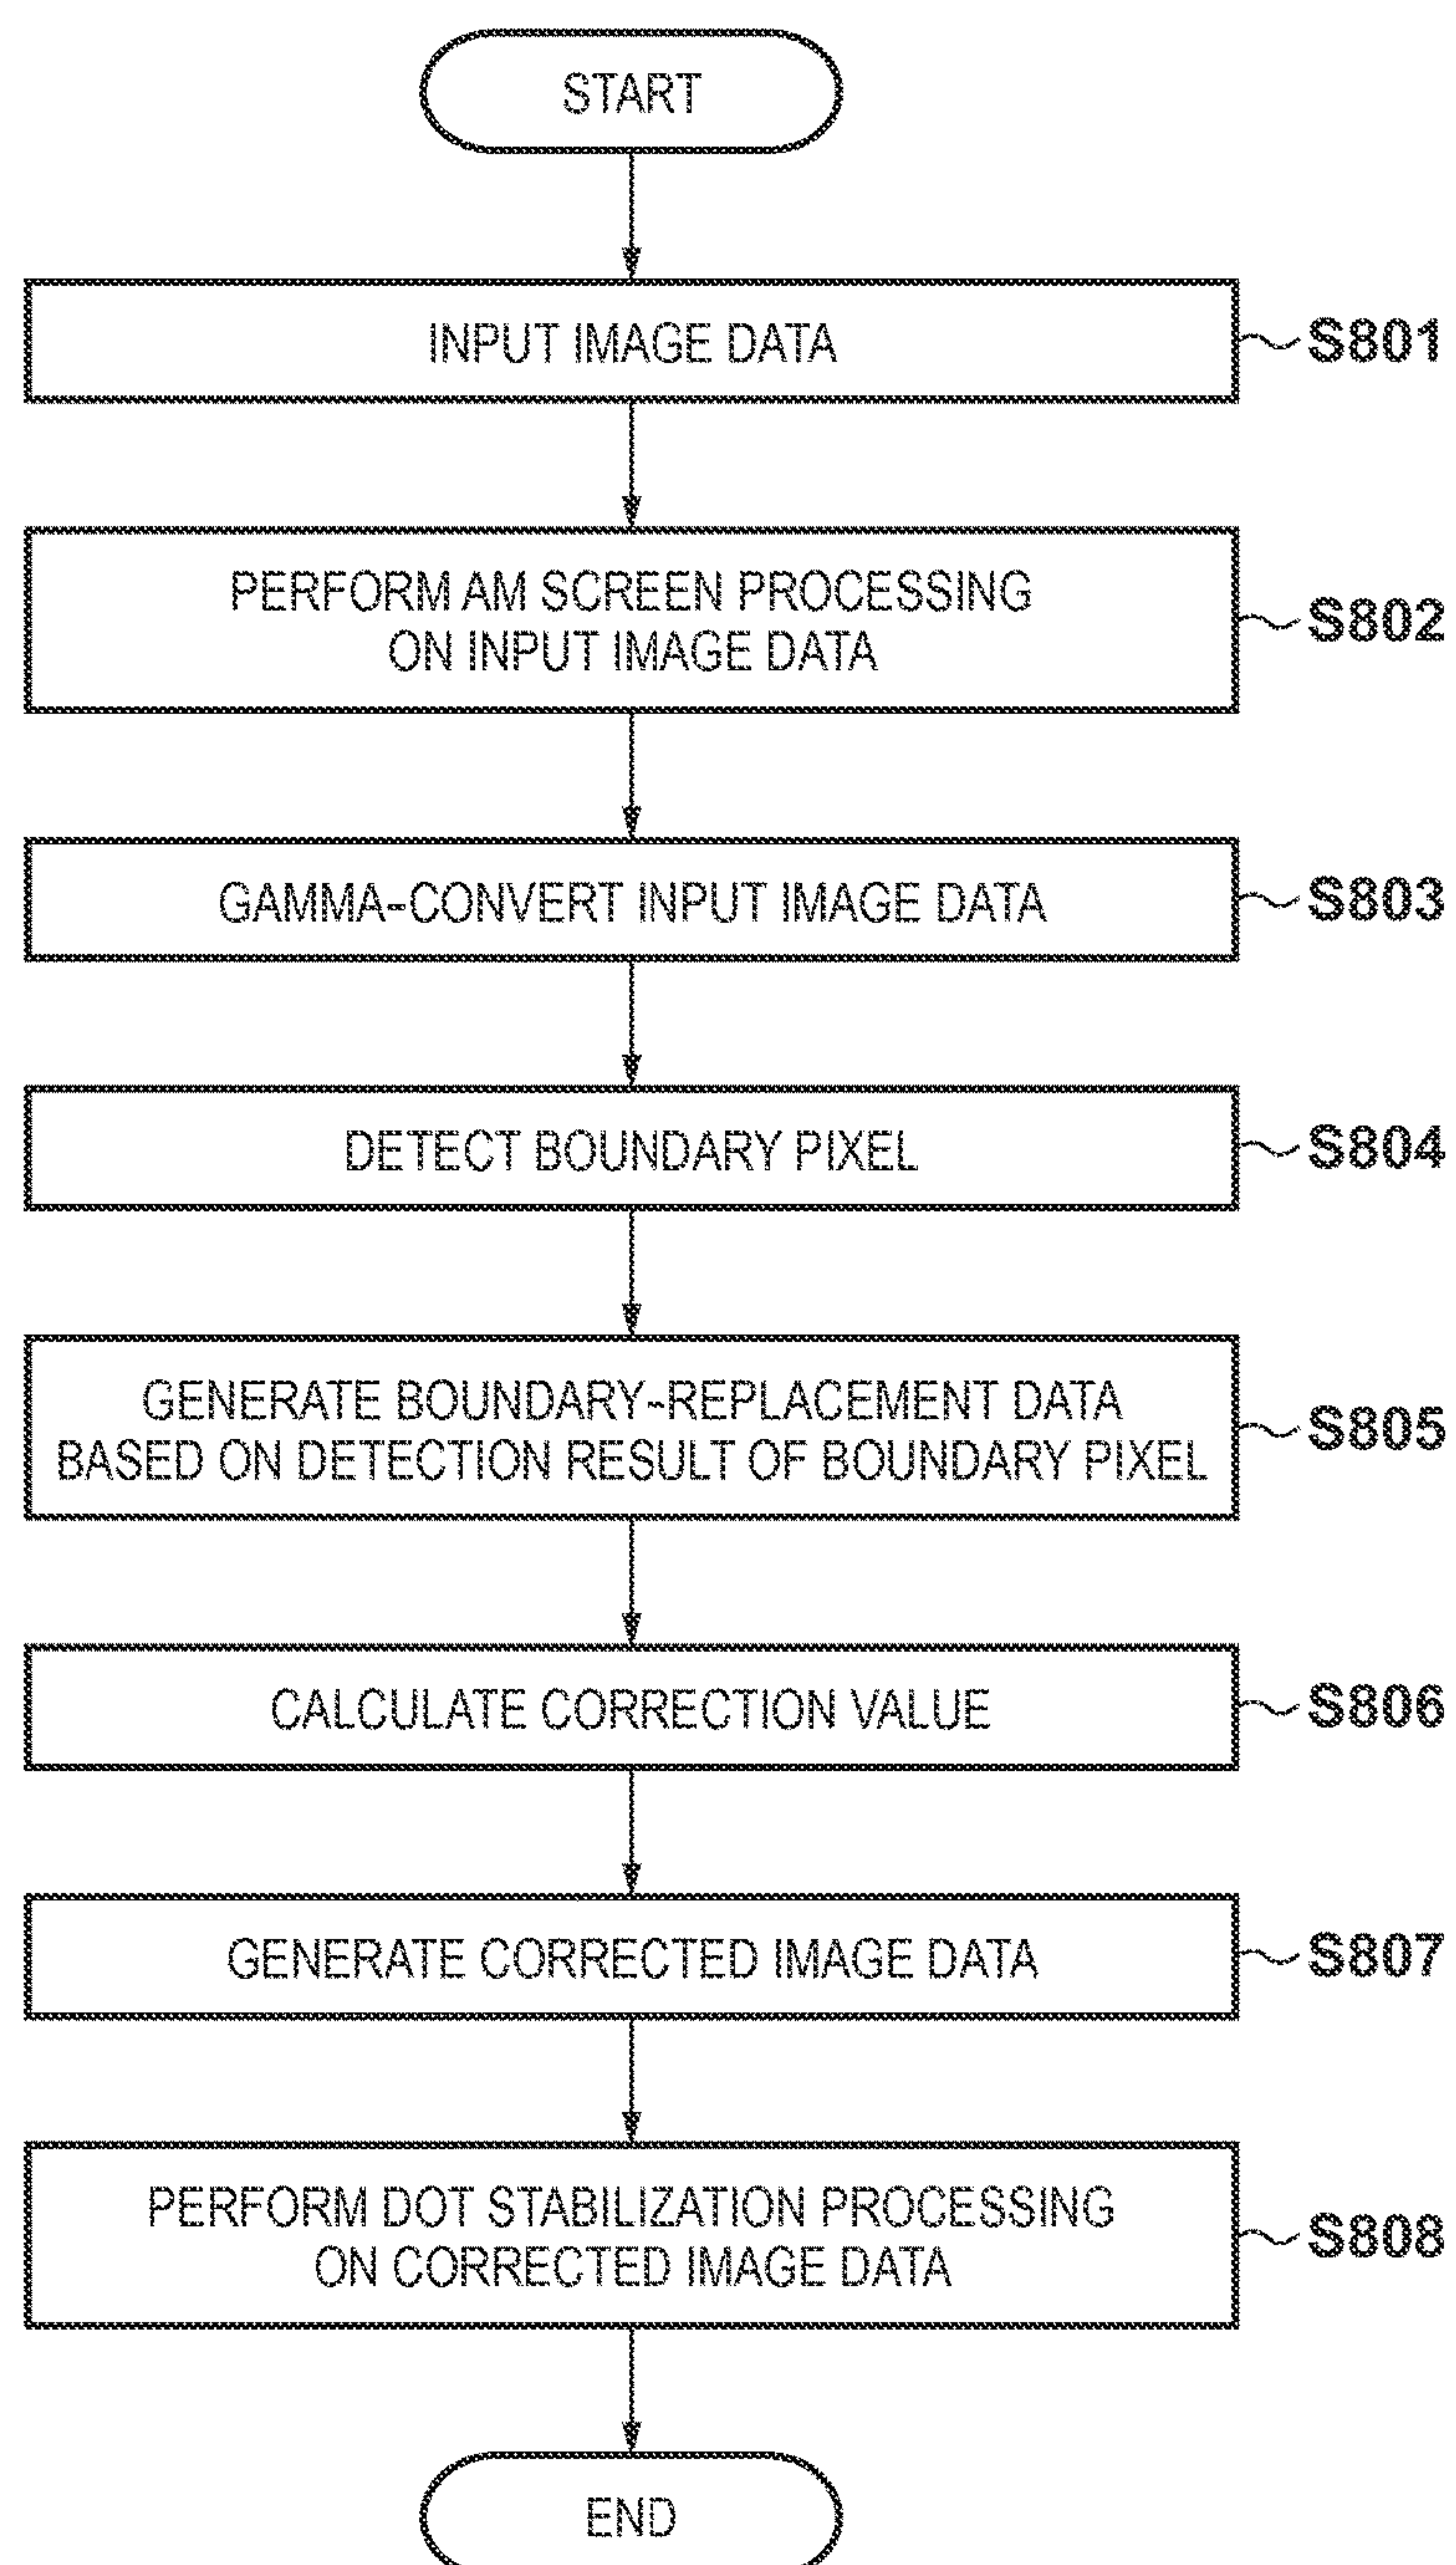 START
INPUT IMAGE DATA
S801
PERFORM AM SCREEN PROCESSING
ON INPUT IMAGE DATA
S802
GAMMA-CONVERT INPUT IMAGE DATA
S803
DETECT BOUNDARY PIXEL
S804
GENERATE BOUNDARY-REPLACEMENT DATA
BASED ON DETECTION RESULT OF BOUNDARY PIXEL
S805
CALCULATE CORRECTION VALUE
S806
GENERATE CORRECTED IMAGE DATA
S807
PERFORM DOT STABILIZATION PROCESSING
ON CORRECTED IMAGE DATA
S808
END